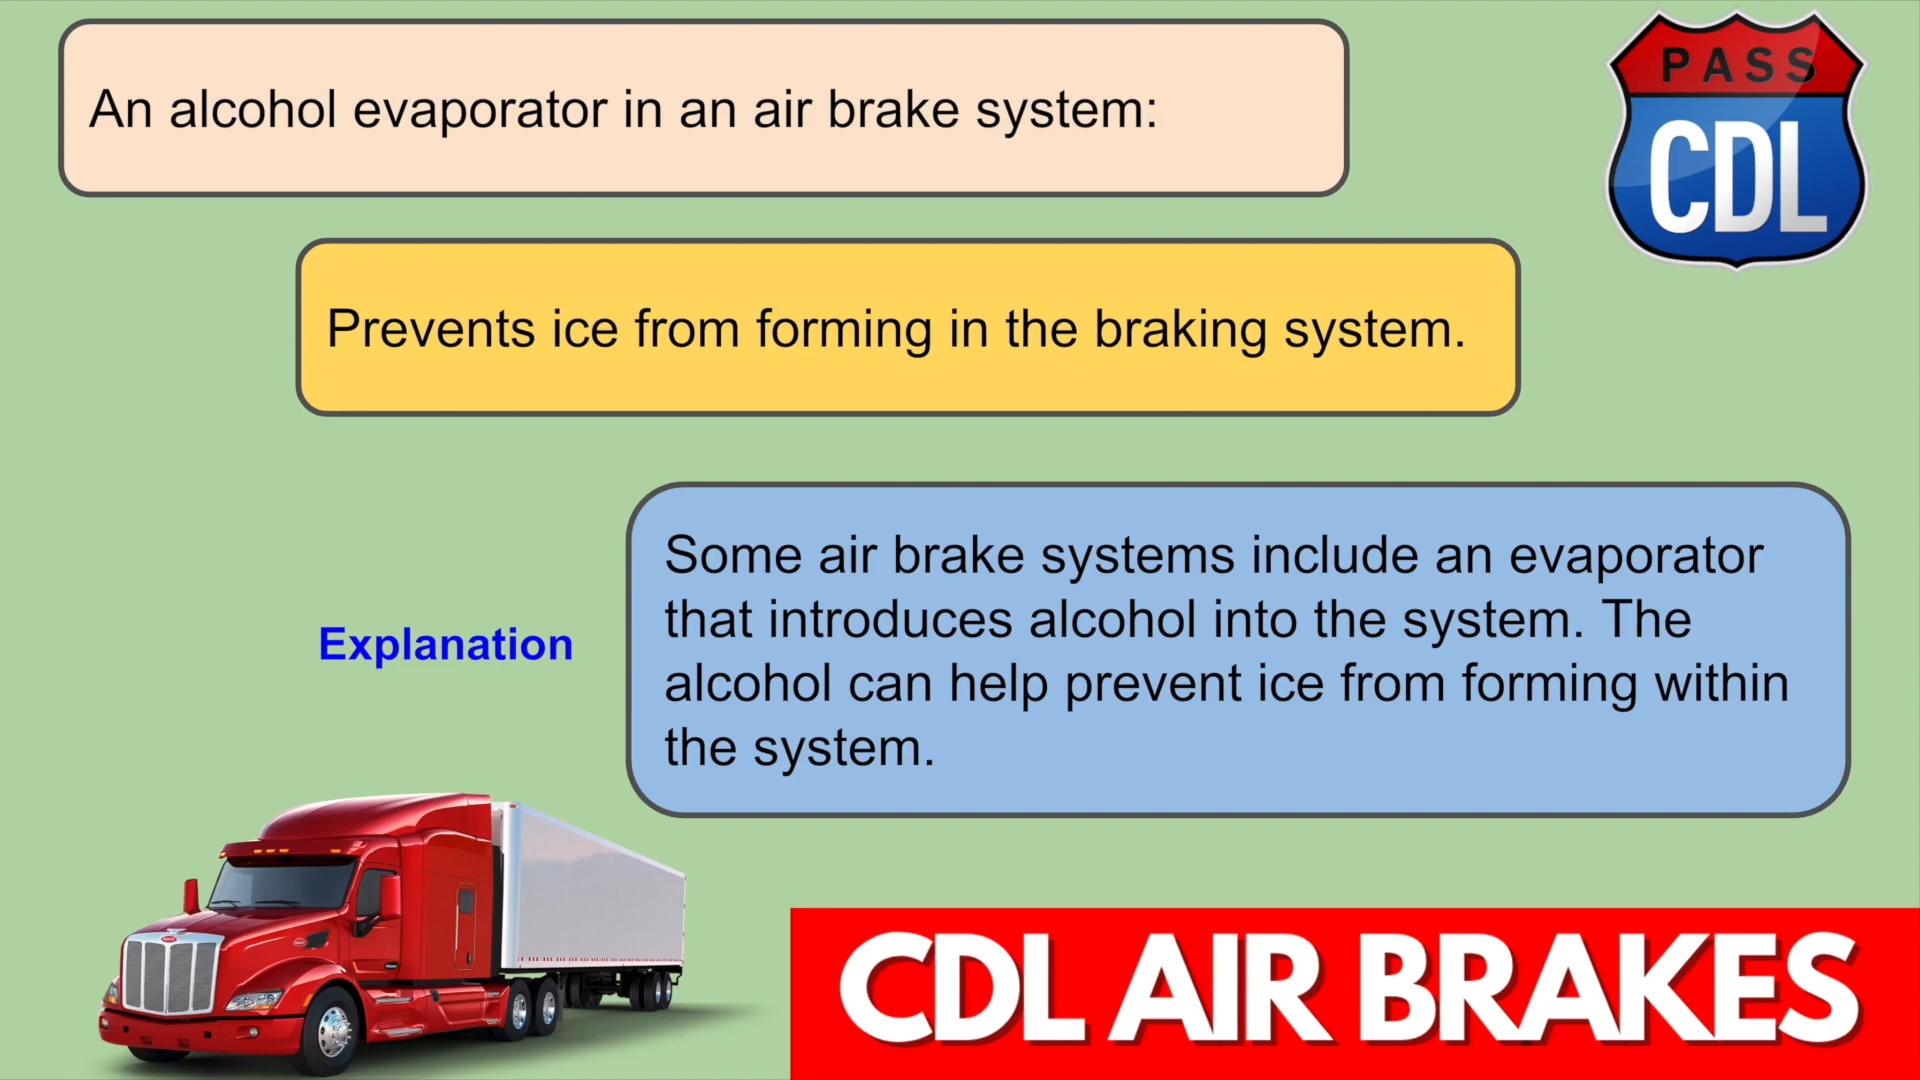 An alcohol evaporator in an air brake system:
PASS
CDL
Prevents ice from forming in the braking system.
Explanation
Some air brake systems include an evaporator
that introduces alcohol into the system. The
alcohol can help prevent ice from forming within
the system.
CDL AIR BRAKES